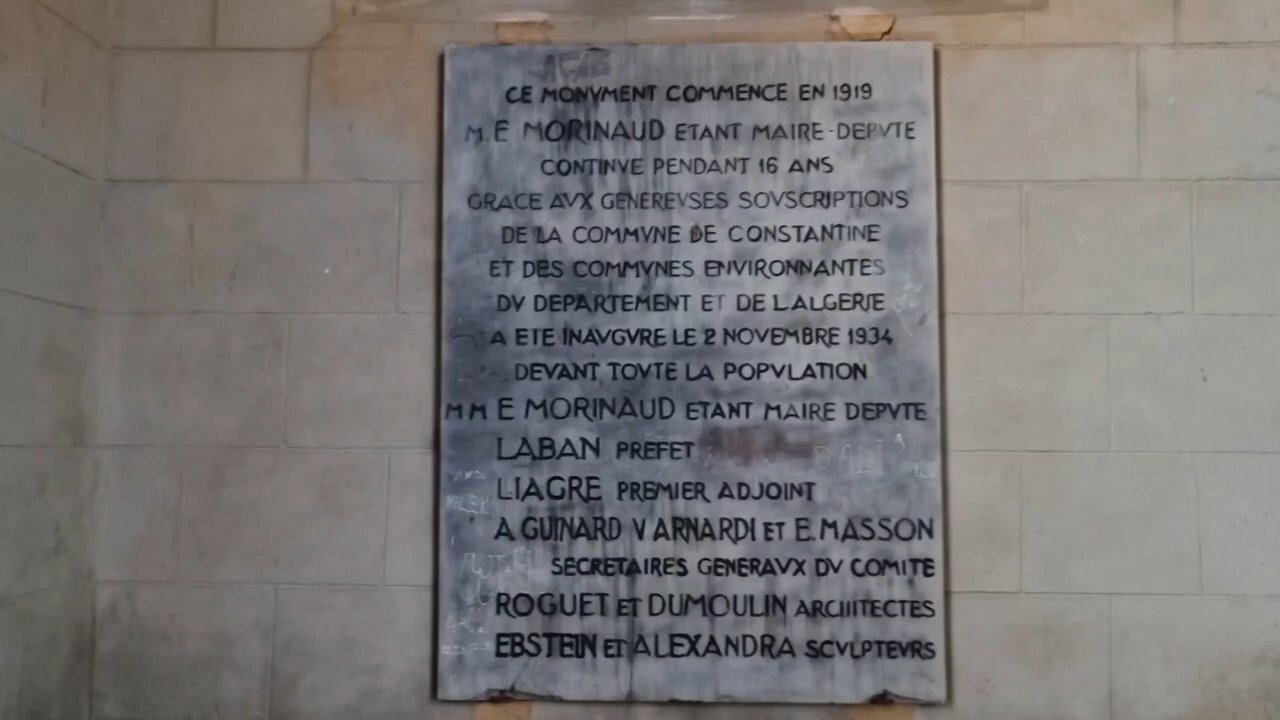 CE MONVMENT COMMENCE EN 1919
M. E MORINAUD ETANT MAIRE-DEPVTE
CONTINVE PENDANT 16 ANS
GRACE AVX GENEREVSES SOVSCRIPTIONS
DE LA COMMVNE DE CONSTANTINE
ET DES COMMVNES ENVIRONNANTES
DV DEPARTEMENT ET DE L'ALGERIE
A ETE INAVGVRE LE 2 NOVEMBRE 1934
DEVANT TOVTE LA POPVLATION
MM E MORINAUD ETANT MAIRE DEPVTE
LABAN PREFET
LIAGRE PREMIER ADJOINT
A GUINARD V ARNARDI ET E. MASSON
SECRETAIRES GENERAVX DV COMITE
ROGUET ET DUMOULIN ARCHITECTES
EBSTEIN ET ALEXANDRA SCVLPTEVRS